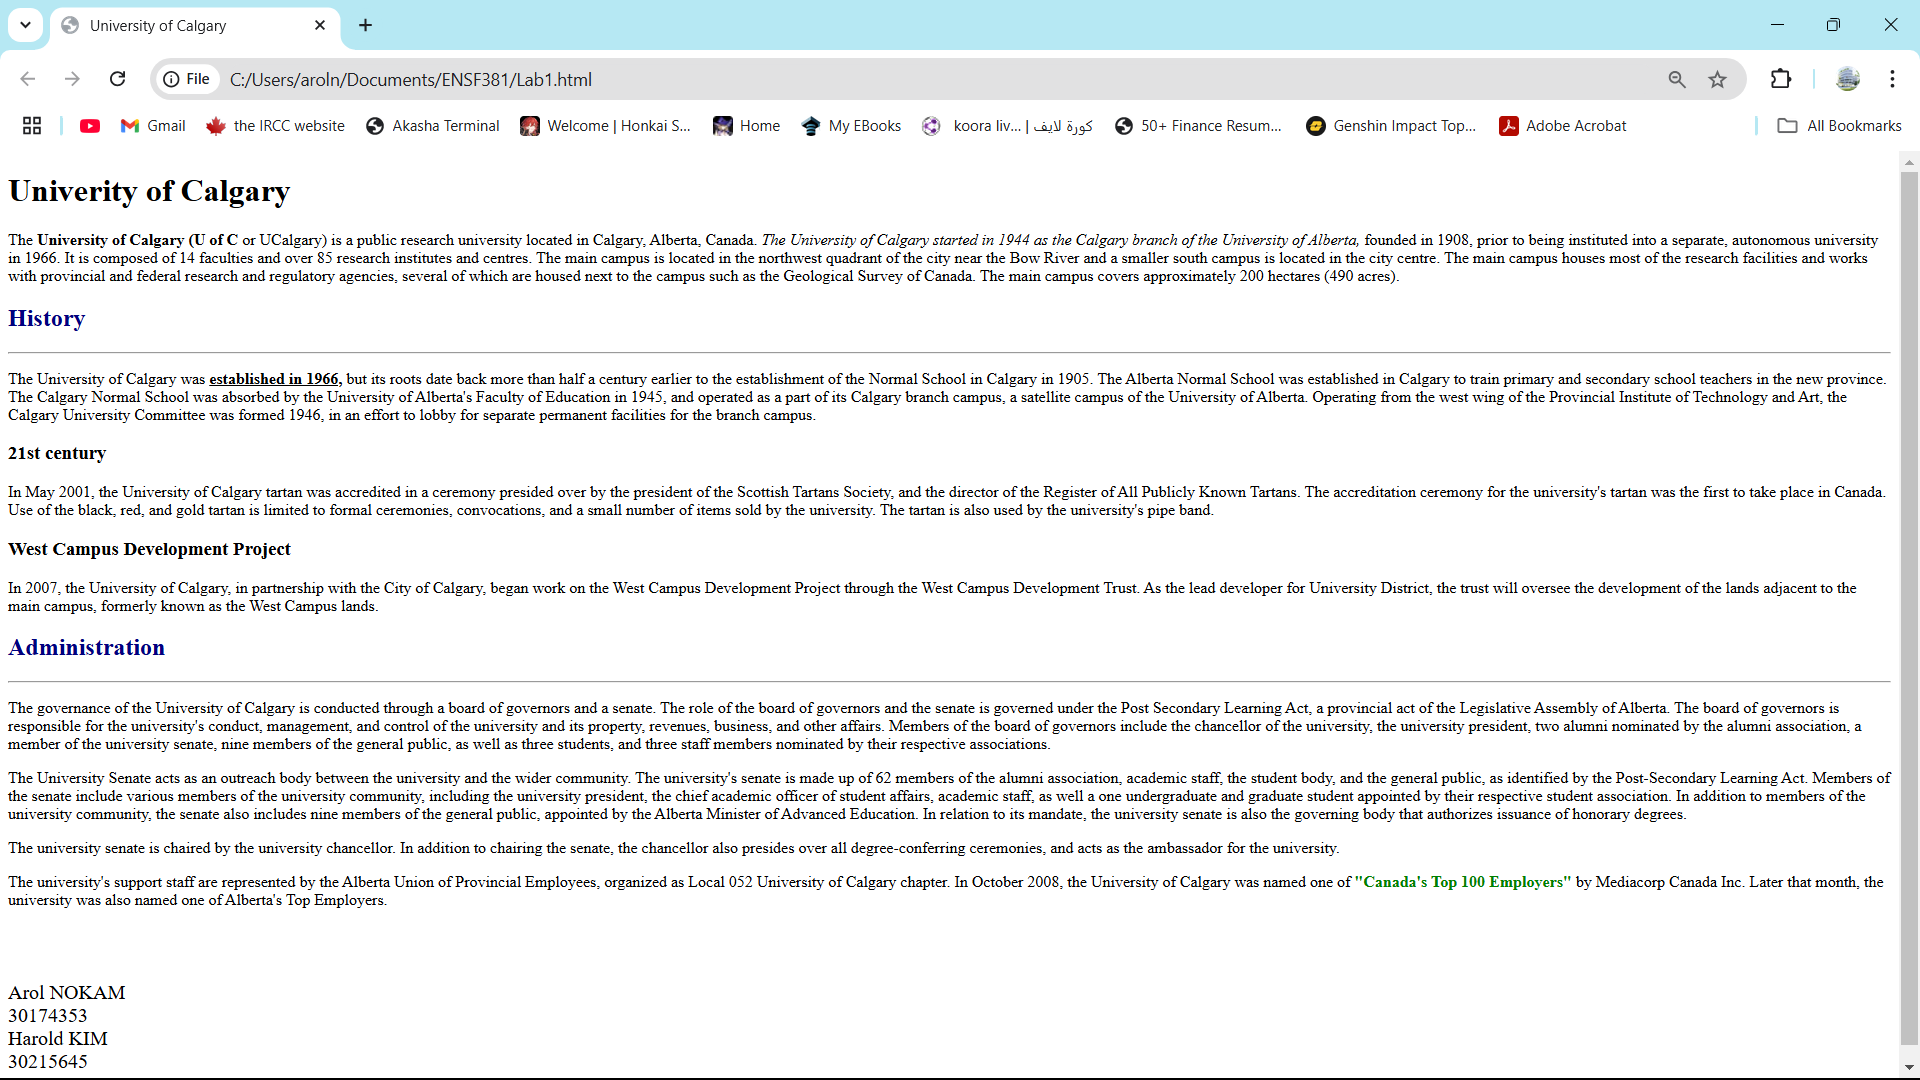 University of Calgary
File C:/Users/aroln/Documents/ENSF381/Lab1.html
Gmail the IRCC website Akasha Terminal Welcome | Honkai S... Home My EBooks كورة لايف | ...koora liv 50+ Finance Resum... Genshin Impact Top... Adobe Acrobat All Bookmarks
Univerity of Calgary
The University of Calgary (U of C or UCalgary) is a public research university located in Calgary, Alberta, Canada. The University of Calgary started in 1944 as the Calgary branch of the University of Alberta, founded in 1908, prior to being instituted into a separate, autonomous university
in 1966. It is composed of 14 faculties and over 85 research institutes and centres. The main campus is located in the northwest quadrant of the city near the Bow River and a smaller south campus is located in the city centre. The main campus houses most of the research facilities and works
with provincial and federal research and regulatory agencies, several of which are housed next to the campus such as the Geological Survey of Canada. The main campus covers approximately 200 hectares (490 acres).
History
The University of Calgary was established in 1966, but its roots date back more than half a century earlier to the establishment of the Normal School in Calgary in 1905. The Alberta Normal School was established in Calgary to train primary and secondary school teachers in the new province.
The Calgary Normal School was absorbed by the University of Alberta's Faculty of Education in 1945, and operated as a part of its Calgary branch campus, a satellite campus of the University of Alberta. Operating from the west wing of the Provincial Institute of Technology and Art, the
Calgary University Committee was formed 1946, in an effort to lobby for separate permanent facilities for the branch campus.
21st century
In May 2001, the University of Calgary tartan was accredited in a ceremony presided over by the president of the Scottish Tartans Society, and the director of the Register of All Publicly Known Tartans. The accreditation ceremony for the university's tartan was the first to take place in Canada.
Use of the black, red, and gold tartan is limited to formal ceremonies, convocations, and a small number of items sold by the university. The tartan is also used by the university's pipe band.
West Campus Development Project
In 2007, the University of Calgary, in partnership with the City of Calgary, began work on the West Campus Development Project through the West Campus Development Trust. As the lead developer for University District, the trust will oversee the development of the lands adjacent to the
main campus, formerly known as the West Campus lands.
Administration
The governance of the University of Calgary is conducted through a board of governors and a senate. The role of the board of governors and the senate is governed under the Post Secondary Learning Act, a provincial act of the Legislative Assembly of Alberta. The board of governors is
responsible for the university's conduct, management, and control of the university and its property, revenues, business, and other affairs. Members of the board of governors include the chancellor of the university, the university president, two alumni nominated by the alumni association, a
member of the university senate, nine members of the general public, as well as three students, and three staff members nominated by their respective associations.
The University Senate acts as an outreach body between the university and the wider community. The university's senate is made up of 62 members of the alumni association, academic staff, the student body, and the general public, as identified by the Post-Secondary Learning Act. Members of
the senate include various members of the university community, including the university president, the chief academic officer of student affairs, academic staff, as well a one undergraduate and graduate student appointed by their respective student association. In addition to members of the
university community, the senate also includes nine members of the general public, appointed by the Alberta Minister of Advanced Education. In relation to its mandate, the university senate is also the governing body that authorizes issuance of honorary degrees.
The university senate is chaired by the university chancellor. In addition to chairing the senate, the chancellor also presides over all degree-conferring ceremonies, and acts as the ambassador for the university.
The university's support staff are represented by the Alberta Union of Provincial Employees, organized as Local 052 University of Calgary chapter. In October 2008, the University of Calgary was named one of "Canada's Top 100 Employers" by Mediacorp Canada Inc. Later that month, the
university was also named one of Alberta's Top Employers.
Arol NOKAM
30174353
Harold KIM
30215645